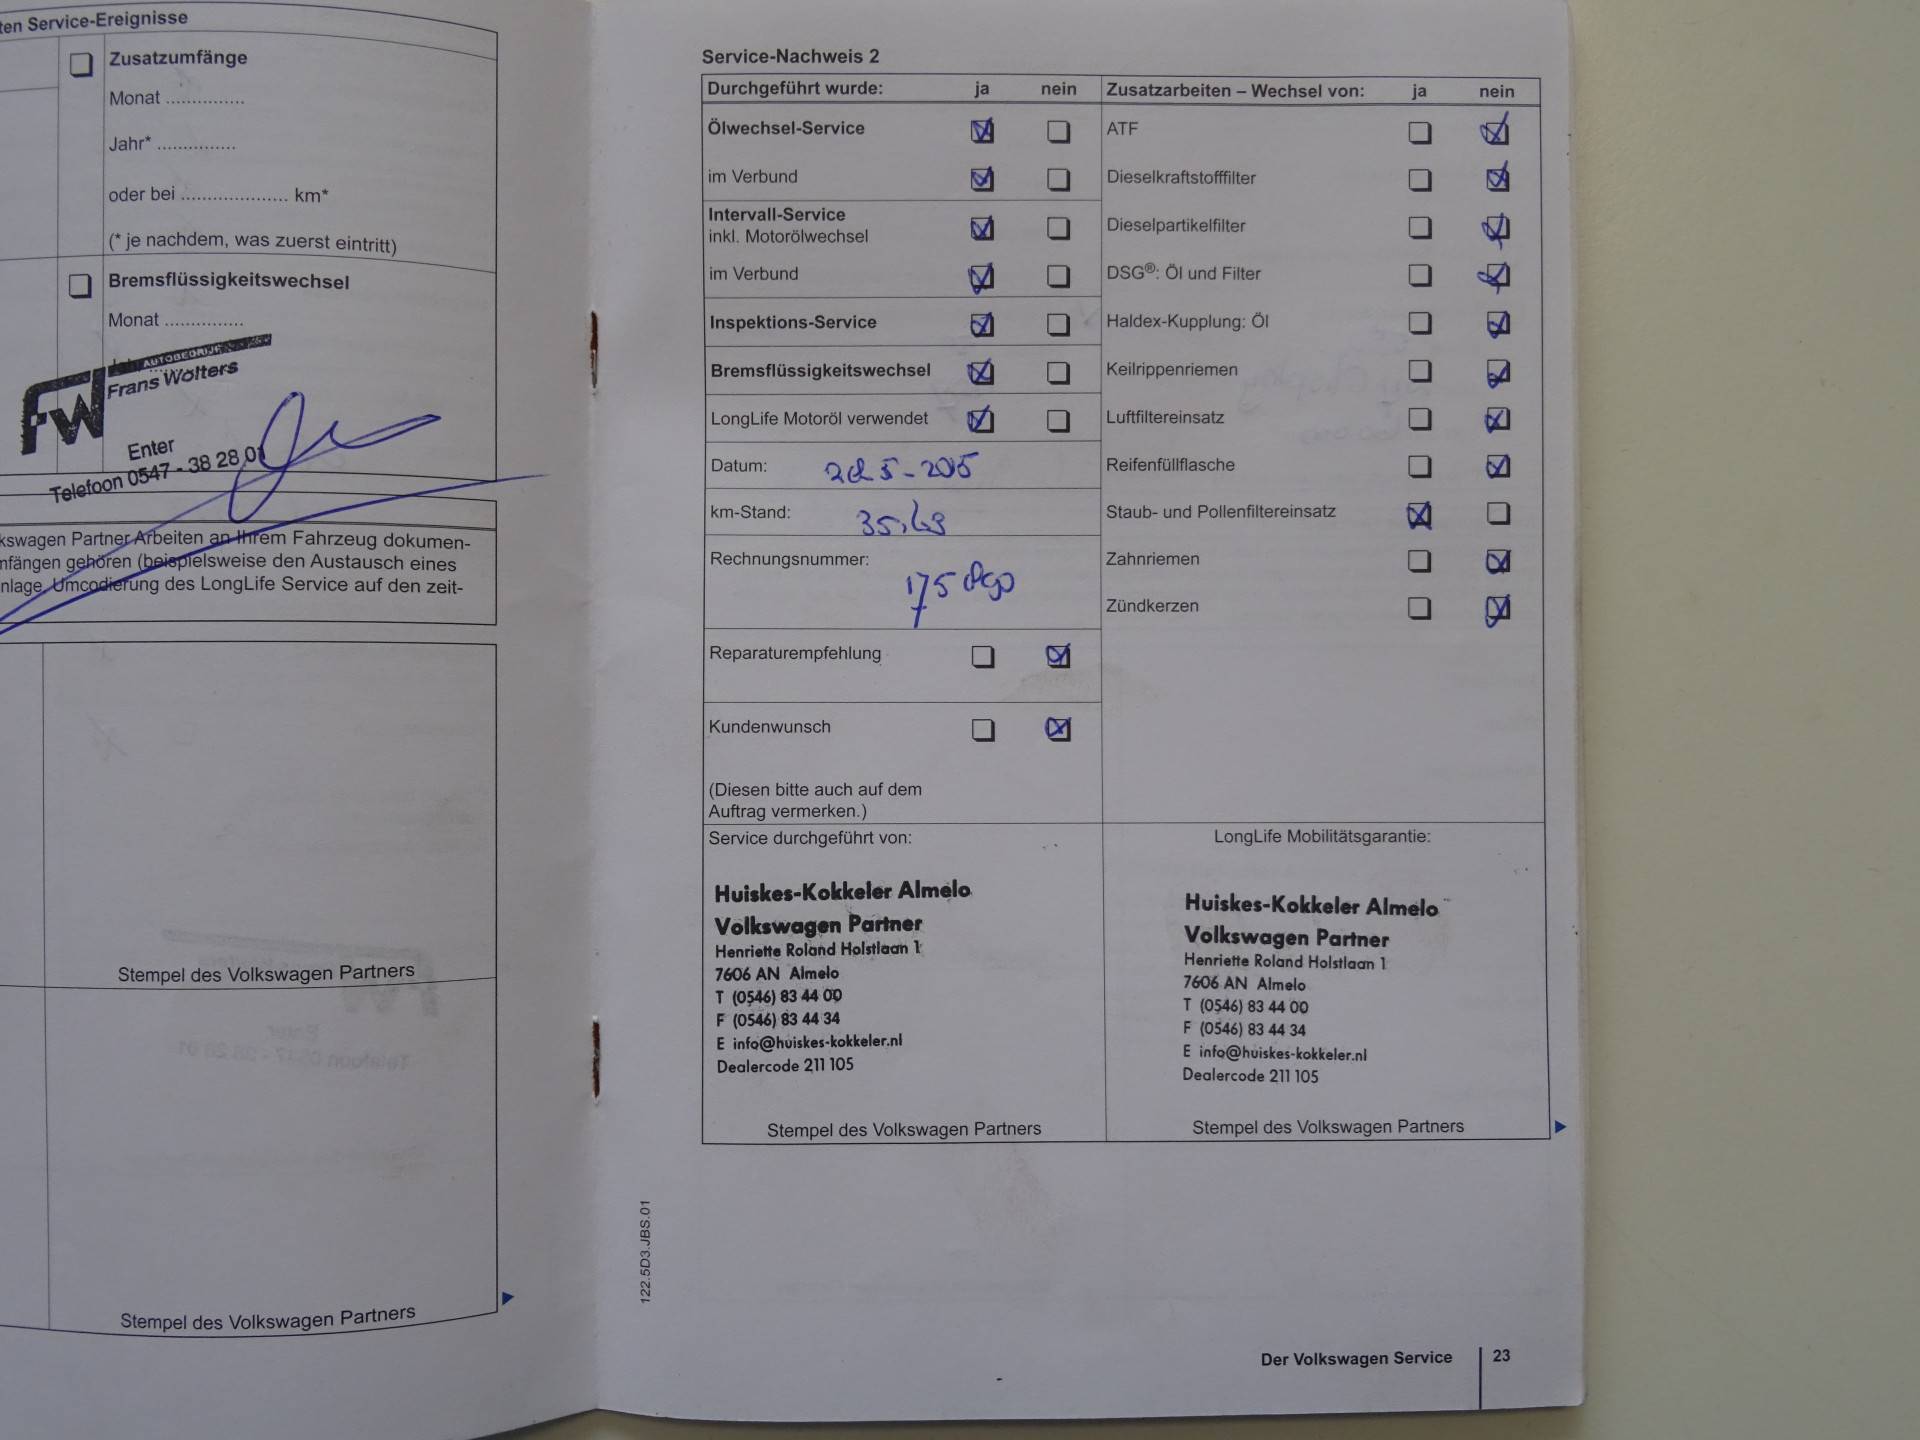 ten Service-Ereignisse
Zusatzumfänge
Monat ...............
Jahr* ...............
oder bei .................... km*
(* je nachdem, was zuerst eintritt)
Bremsflüssigkeitswechsel
Monat ...............
AUTOBEDRIJF
Frans Wolters
FW
Enter
Telefoon 0547 - 38 28 01
kswagen Partner Arbeiten an Ihrem Fahrzeug dokumen-
nfängen gehören (beispielsweise den Austausch eines
nlage, Umcodierung des LongLife Service auf den zeit-
Stempel des Volkswagen Partners
Stempel des Volkswagen Partners
Service-Nachweis 2
Durchgeführt wurde: ja nein
Ölwechsel-Service
im Verbund
Intervall-Service
inkl. Motorölwechsel
im Verbund
Inspektions-Service
Bremsflüssigkeitswechsel
LongLife Motoröl verwendet
Datum:
km-Stand:
Rechnungsnummer:
Reparaturempfehlung
Kundenwunsch
(Diesen bitte auch auf dem
Auftrag vermerken.)
Zusatzarbeiten – Wechsel von: ja nein
ATF
Dieselkraftstofffilter
Dieselpartikelfilter
DSG®: Öl und Filter
Haldex-Kupplung: Öl
Keilrippenriemen
Luftfiltereinsatz
Reifenfüllflasche
Staub- und Pollenfiltereinsatz
Zahnriemen
Zündkerzen
Service durchgeführt von:
Huiskes-Kokkeler Almelo
Volkswagen Partner
Henriette Roland Holstlaan 1
7606 AN Almelo
T (0546) 83 44 00
F (0546) 83 44 34
E info@huiskes-kokkeler.nl
Dealercode 211 105
Stempel des Volkswagen Partners
LongLife Mobilitätsgarantie:
Huiskes-Kokkeler Almelo
Volkswagen Partner
Henriette Roland Holstlaan 1
7606 AN Almelo
T (0546) 83 44 00
F (0546) 83 44 34
E info@huiskes-kokkeler.nl
Dealercode 211 105
Stempel des Volkswagen Partners
122.5D3.JBS.01
Der Volkswagen Service 23